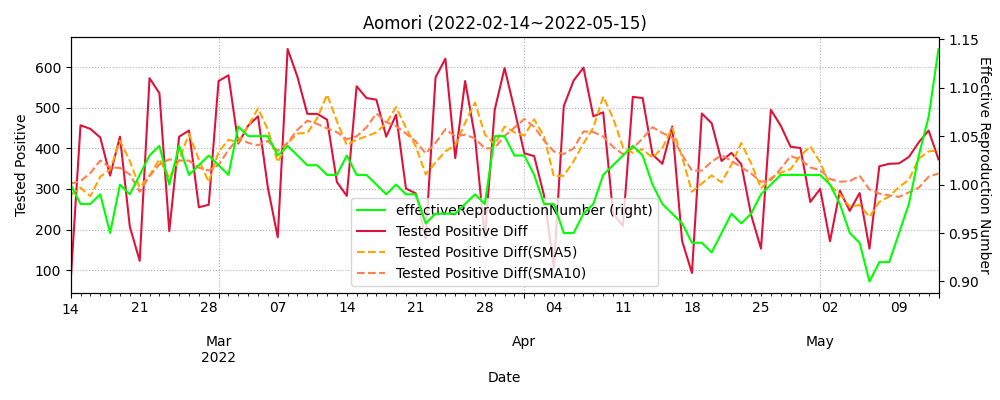 Aomori (2022-02-14~2022-05-15)
Tested Positive
600
500
400
300
200
100
1.15
1.10
1.05
1.00
0.95
0.90
Effective Reproduction Number
effectiveReproductionNumber (right)
Tested Positive Diff
Tested Positive Diff(SMA5)
Tested Positive Diff(SMA10)
14 21 28 07 14 21 28 04 11 18 25 02 09
Mar Apr May
2022
Date